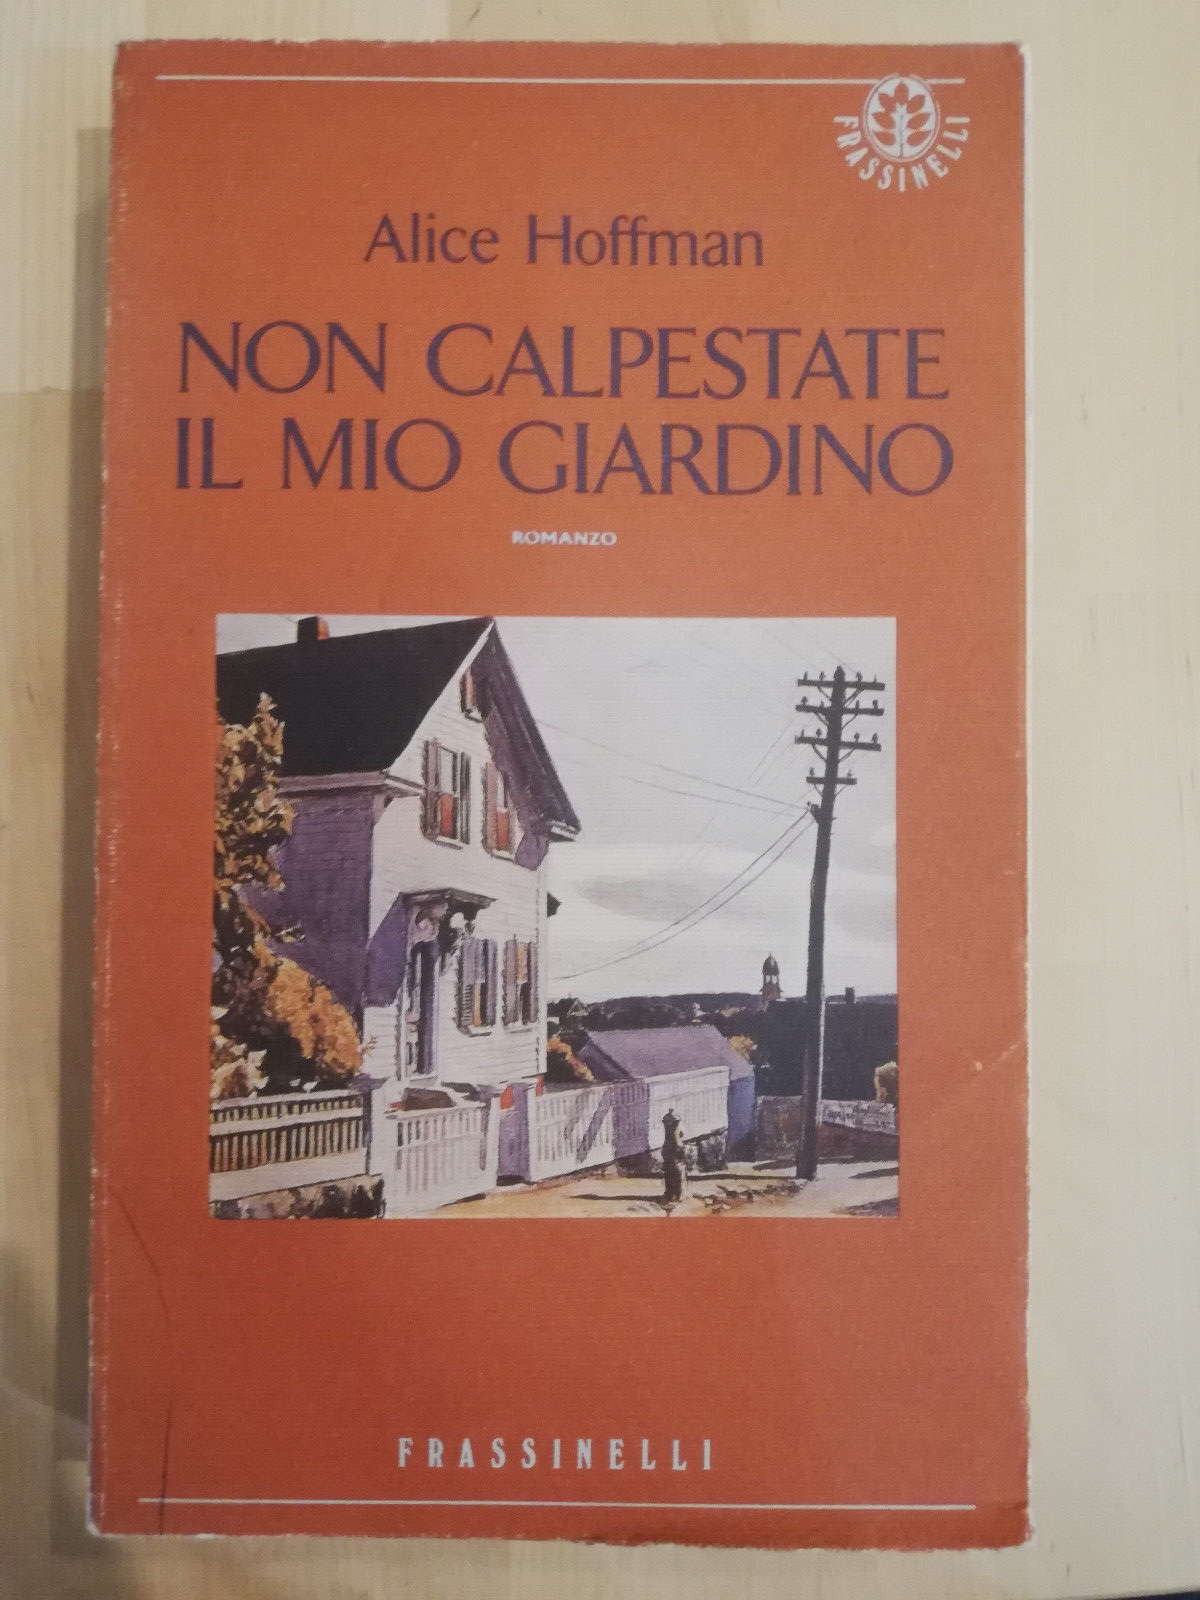 FRASSINELLI
Alice Hoffman
NON CALPESTATE
IL MIO GIARDINO
ROMANZO
FRASSINELLI